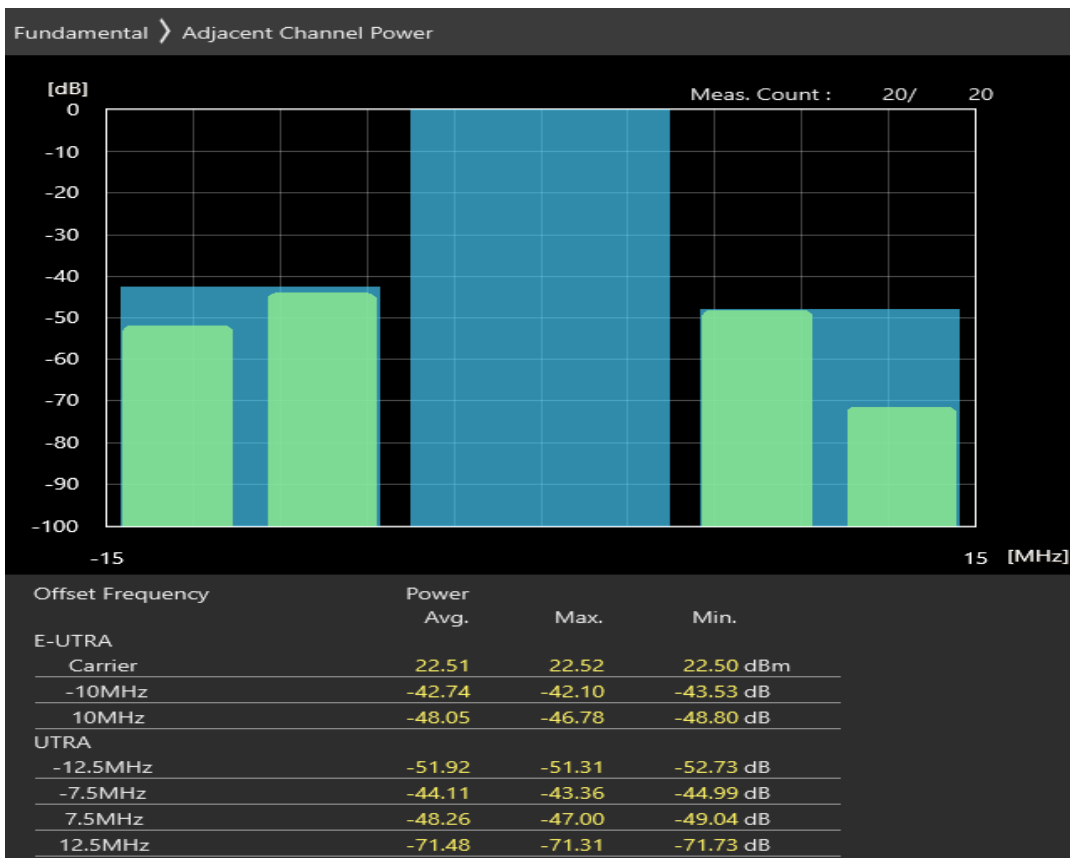 Fundamental 〉 Adjacent Channel Power
[dB]
Meas. Count : 20/ 20
0
-10
-20
-30
-40
-50
-60
-70
-80
-90
-100
-15 15 [MHz]
Offset Frequency Power
Avg. Max. Min.
E-UTRA
Carrier 22.51 22.52 22.50 dBm
-10MHz -42.74 -42.10 -43.53 dB
10MHz -48.05 -46.78 -48.80 dB
UTRA
-12.5MHz -51.92 -51.31 -52.73 dB
-7.5MHz -44.11 -43.36 -44.99 dB
7.5MHz -48.26 -47.00 -49.04 dB
12.5MHz -71.48 -71.31 -71.73 dB